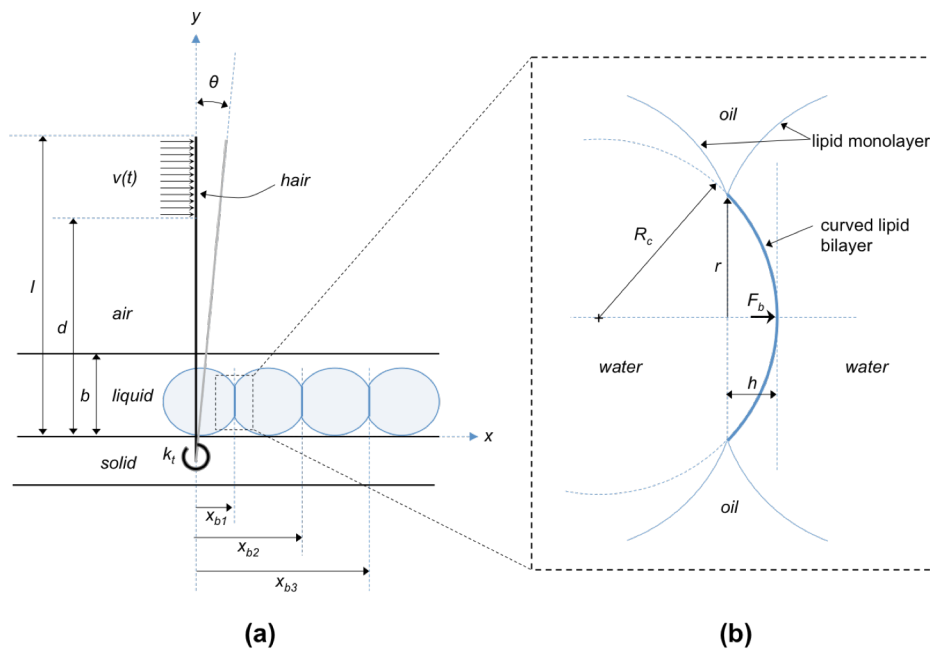 y
θ
v(t)
hair
l
d
air
b
liquid
x
k_t
solid
x_b1
x_b2
x_b3
(a)
oil
lipid monolayer
R_c
r
curved lipid
bilayer
F_b
water
h
water
oil
(b)